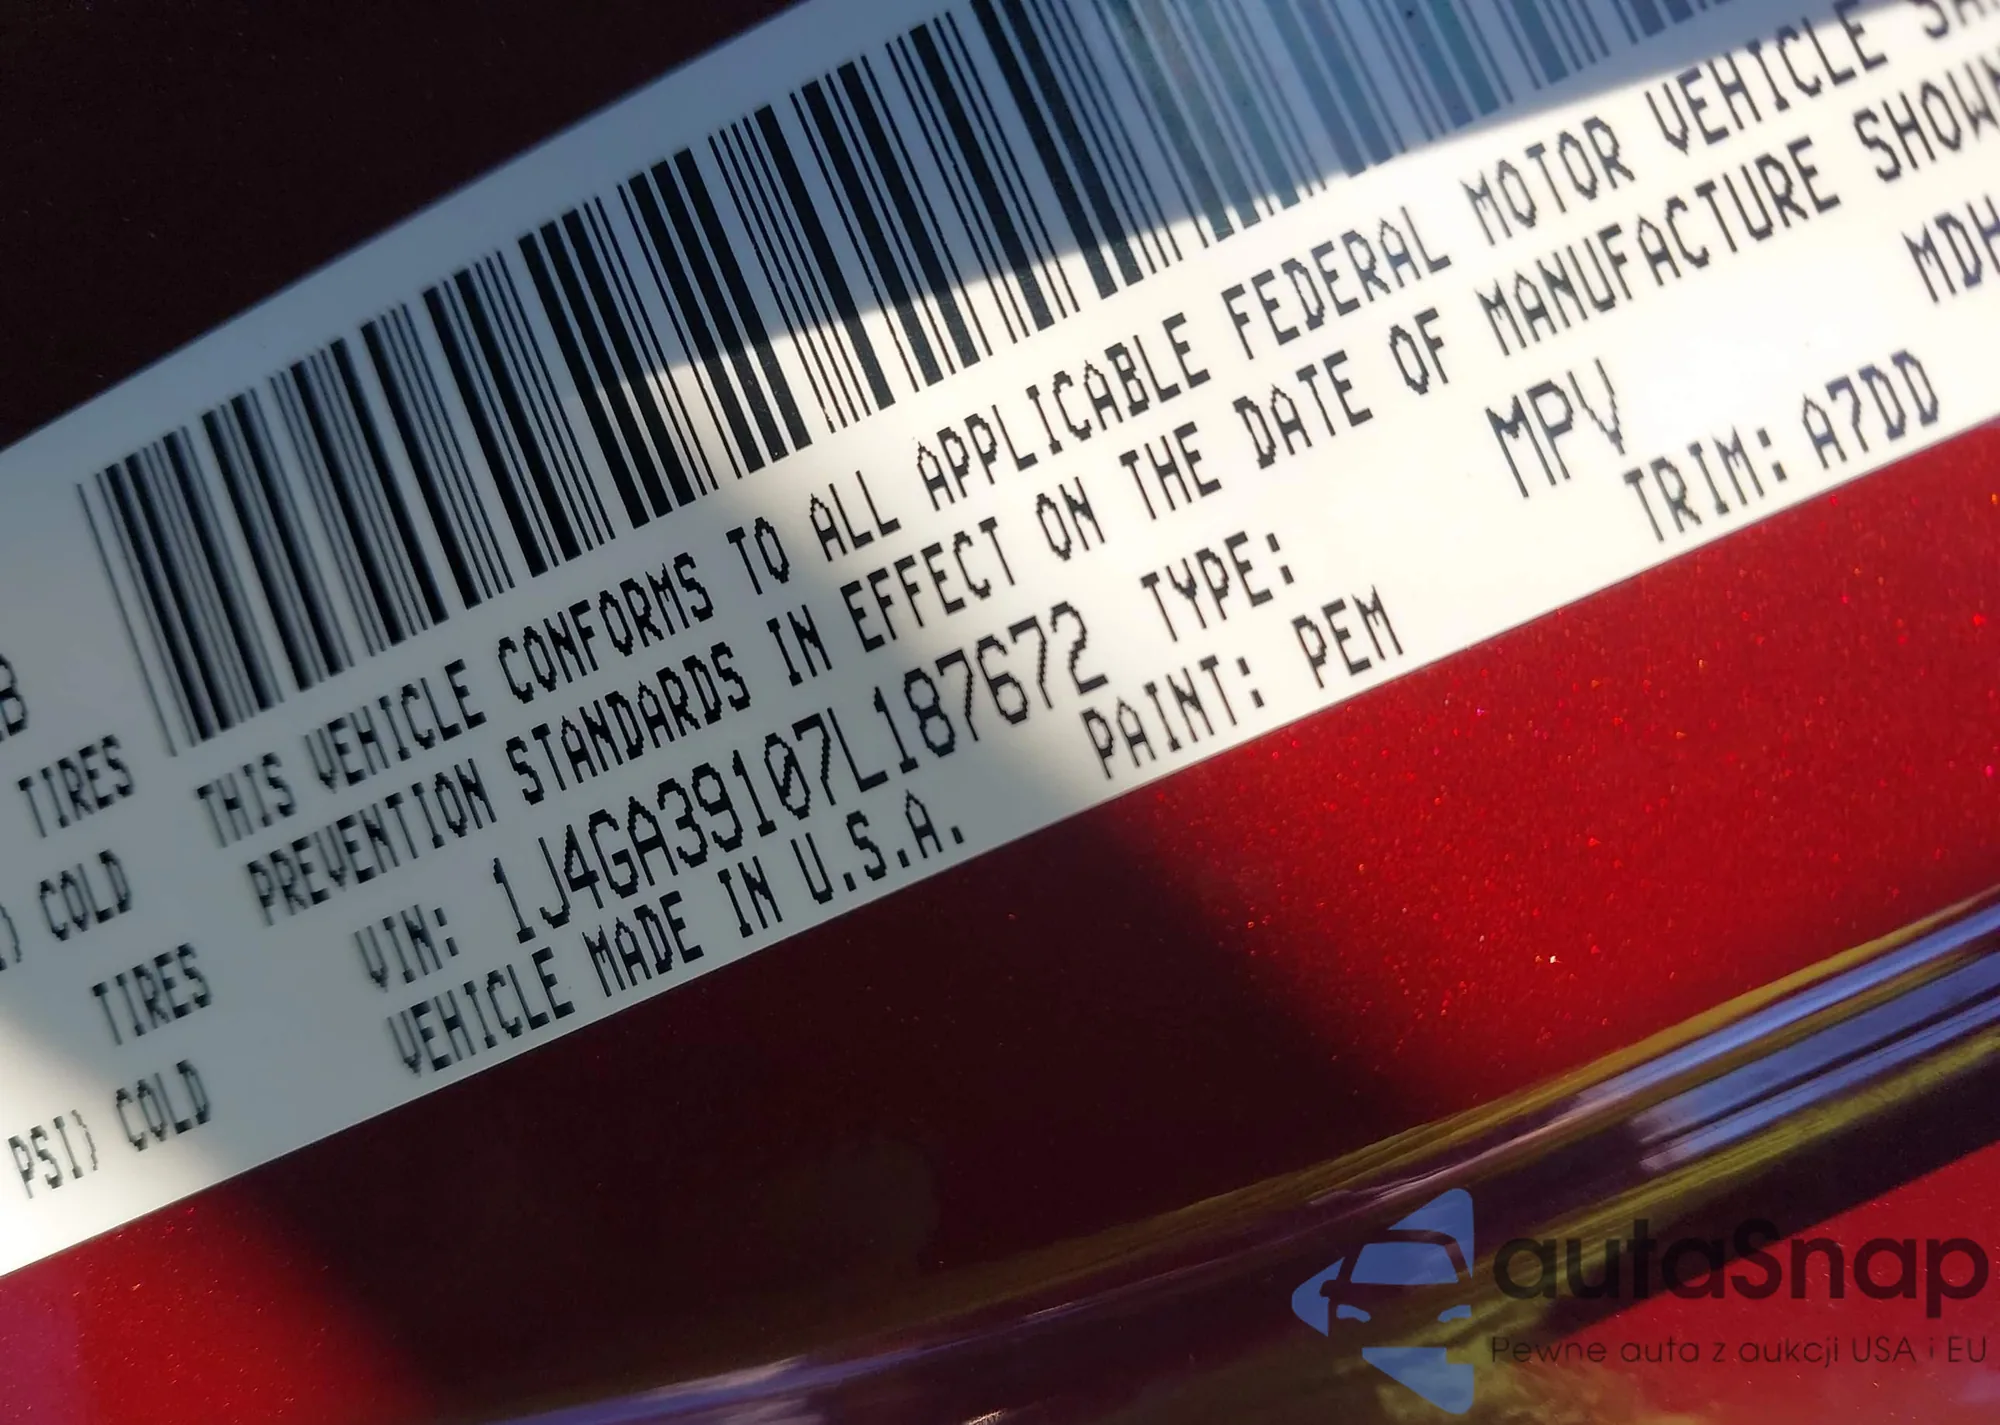 TIRES
COLD
TIRES
PSI) COLD
THIS VEHICLE CONFORMS TO ALL APPLICABLE FEDERAL MOTOR VEHICLE
PREVENTION STANDARDS IN EFFECT ON THE DATE OF MANUFACTURE SHOWN
VIN: 1J4GA39107L187672 TYPE: MPV MDH
VEHICLE MADE IN U.S.A. PAINT: PEM TRIM: A7DD
autaSnap
Pewne auta z aukcji USA i EU